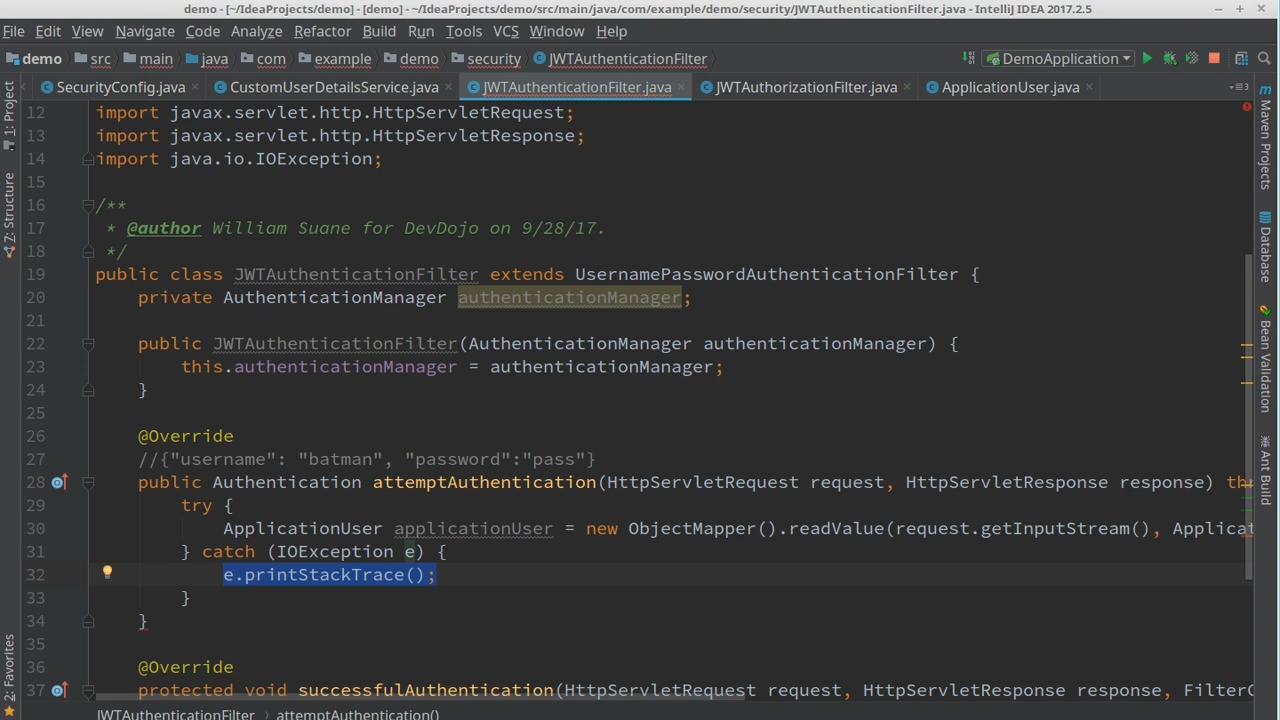 demo - [~/IdeaProjects/demo] - [demo] - ~/IdeaProjects/demo/src/main/java/com/example/demo/security/JWTAuthenticationFilter.java - IntelliJ IDEA 2017.2.5
File Edit View Navigate Code Analyze Refactor Build Run Tools VCS Window Help
demo src main java com example demo security JWTAuthenticationFilter DemoApplication
SecurityConfig.java CustomUserDetailsService.java JWTAuthenticationFilter.java JWTAuthorizationFilter.java ApplicationUser.java
12 import javax.servlet.http.HttpServletRequest;
13 import javax.servlet.http.HttpServletResponse;
14 import java.io.IOException;
15
16 /**
17 * @author William Suane for DevDojo on 9/28/17.
18 */
19 public class JWTAuthenticationFilter extends UsernamePasswordAuthenticationFilter {
20 private AuthenticationManager authenticationManager;
21
22 public JWTAuthenticationFilter(AuthenticationManager authenticationManager) {
23 this.authenticationManager = authenticationManager;
24 }
25
26 @Override
27 //{"username": "batman", "password":"pass"}
28 public Authentication attemptAuthentication(HttpServletRequest request, HttpServletResponse response) thr
29 try {
30 ApplicationUser applicationUser = new ObjectMapper().readValue(request.getInputStream(), Applicat
31 } catch (IOException e) {
32 e.printStackTrace();
33 }
34 }
35
36 @Override
37 protected void successfulAuthentication(HttpServletRequest request, HttpServletResponse response, FilterC
JWTAuthenticationFilter › attemptAuthentication()
1: Project
7: Structure
2: Favorites
Maven Projects
Database
Bean Validation
Ant Build